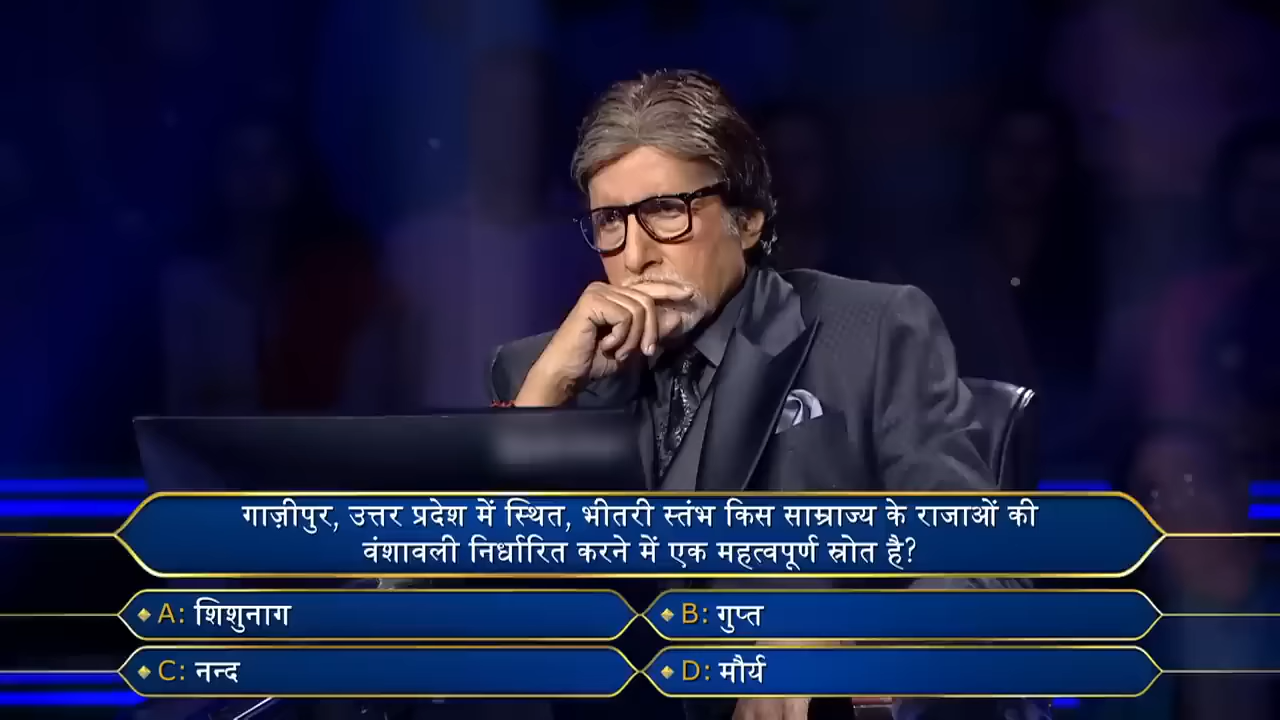 गाज़ीपुर, उत्तर प्रदेश में स्थित, भीतरी स्तंभ किस साम्राज्य के राजाओं की
वंशावली निर्धारित करने में एक महत्वपूर्ण स्रोत है?
A: शिशुनाग
B: गुप्त
C: नन्द
D: मौर्य